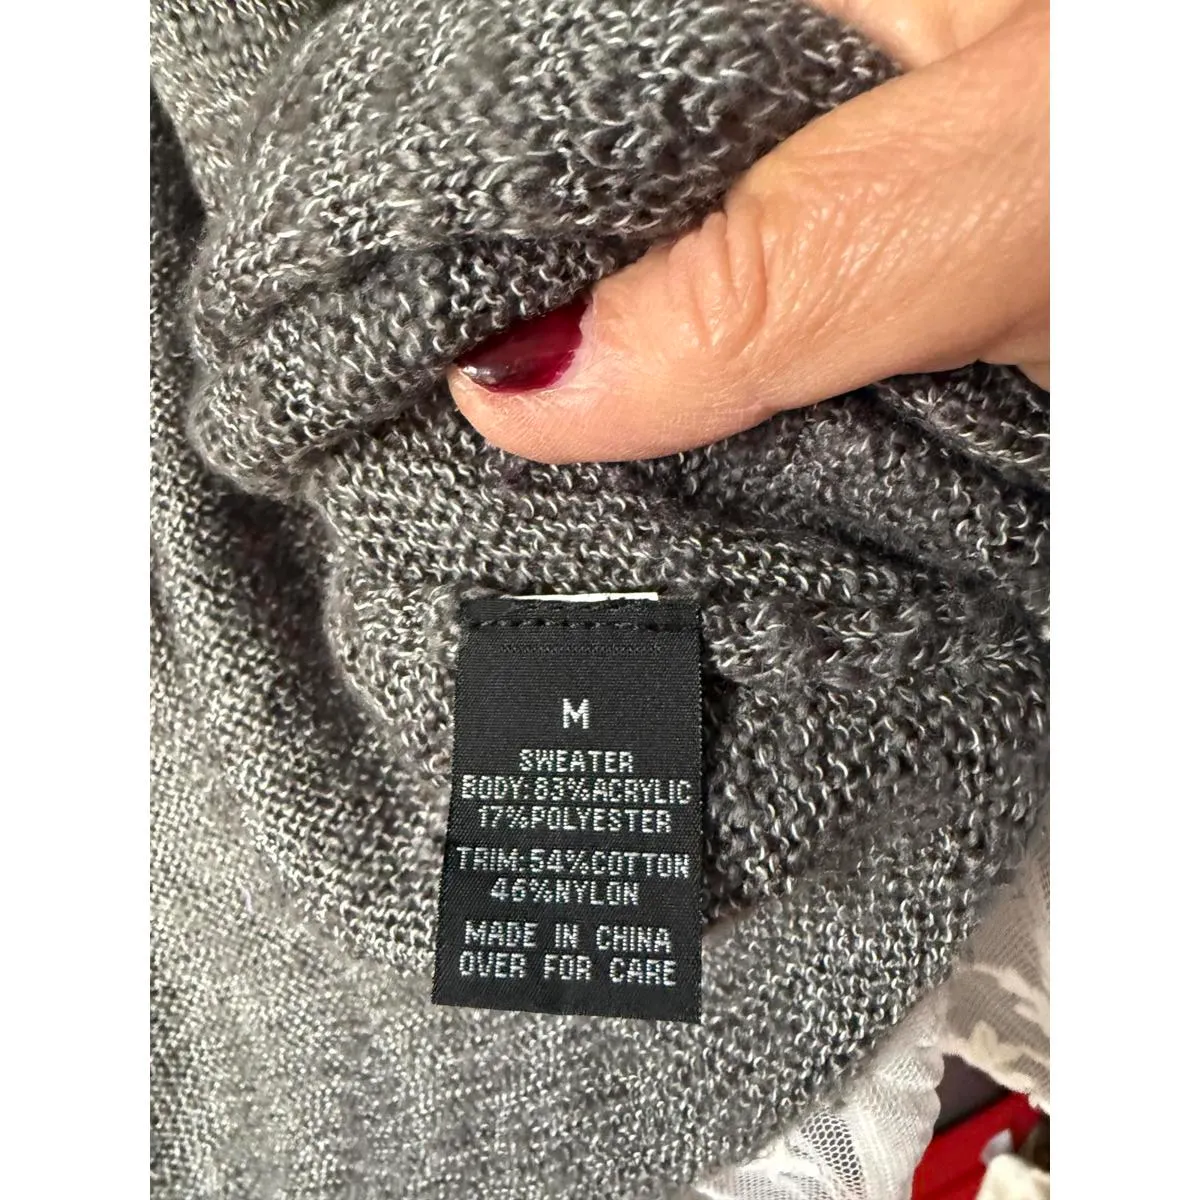 M
SWEATER
BODY:83%ACRYLIC
17%POLYESTER
TRIM:54%COTTON
46%NYLON
MADE IN CHINA
OVER FOR CARE